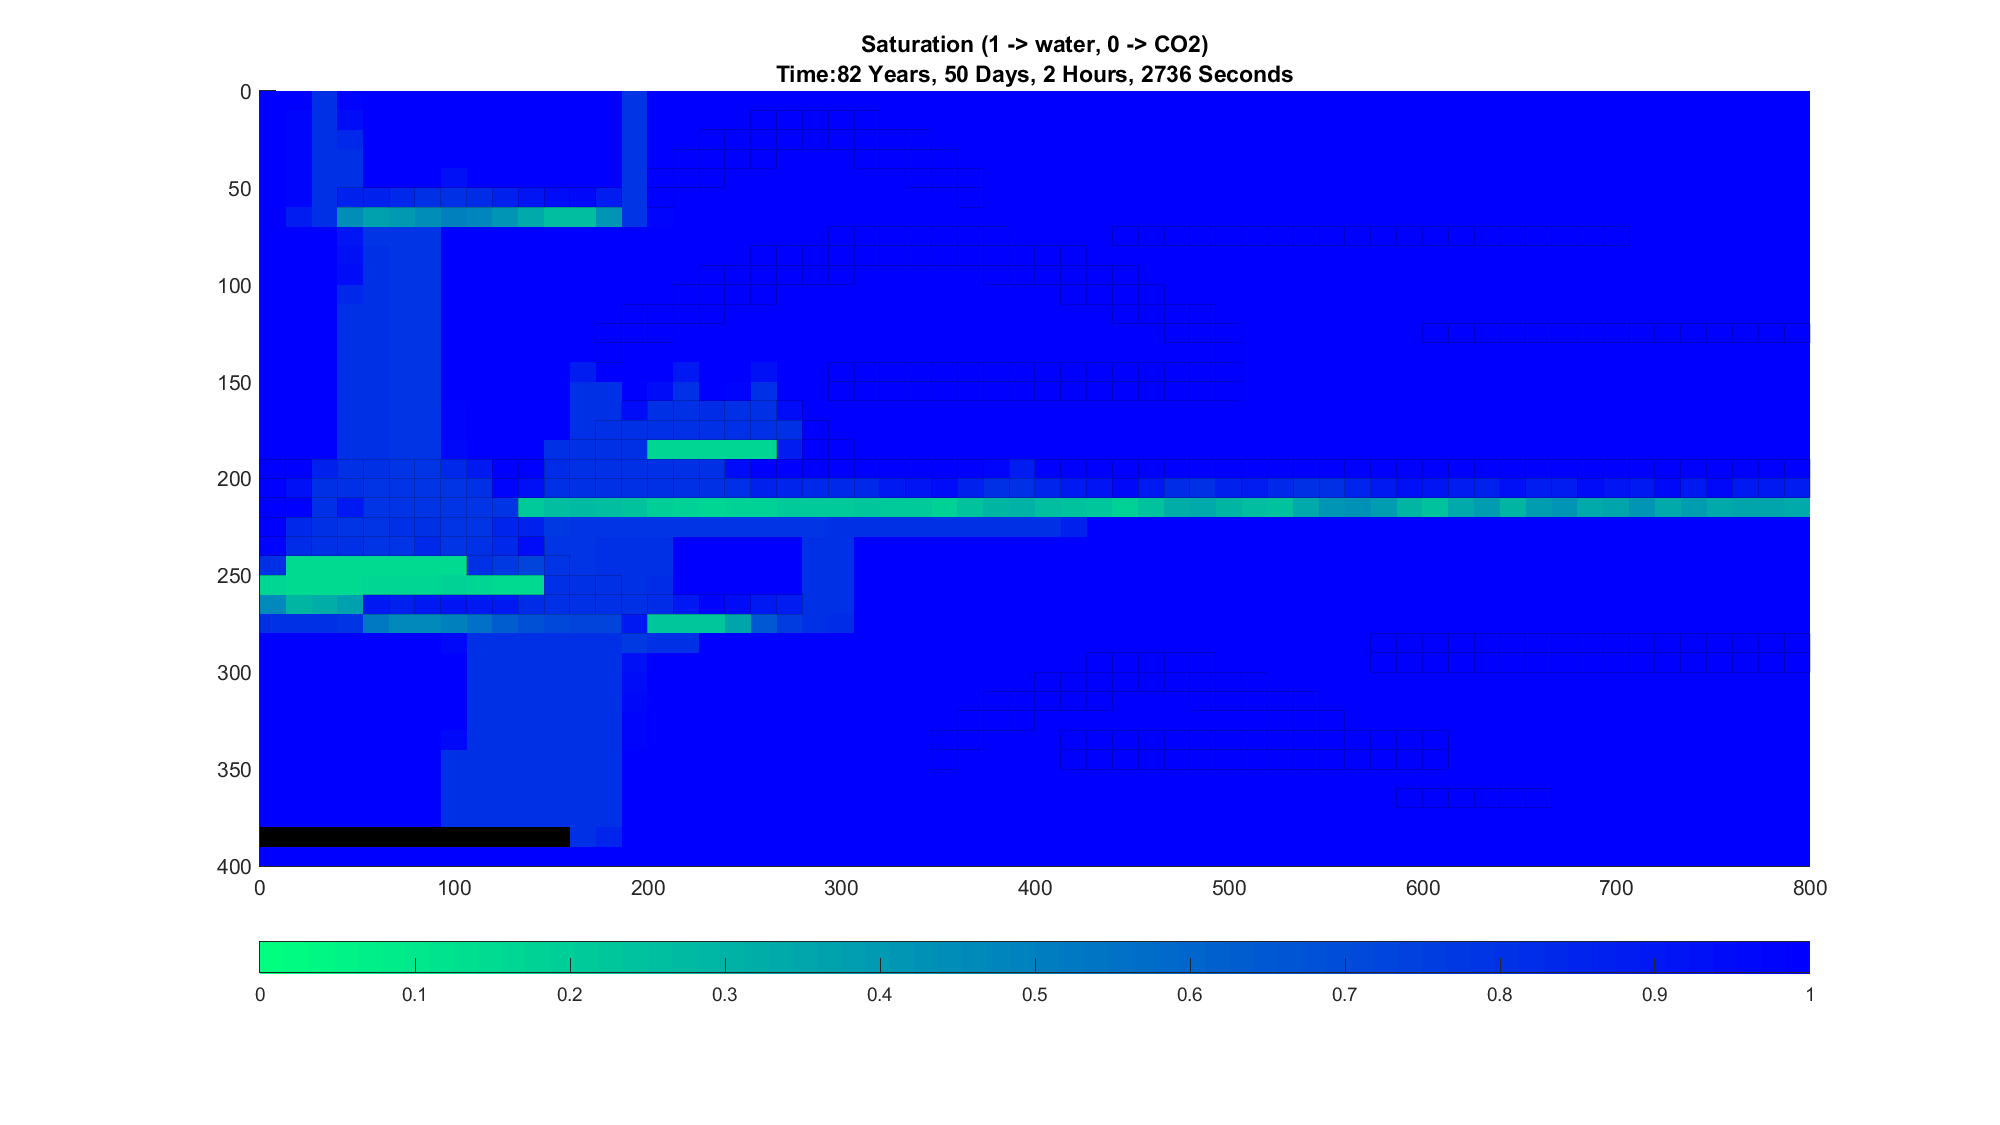 Saturation (1 -> water, 0 -> CO2)
Time:82 Years, 50 Days, 2 Hours, 2736 Seconds
0
50
100
150
200
250
300
350
400
0 100 200 300 400 500 600 700 800
0 0.1 0.2 0.3 0.4 0.5 0.6 0.7 0.8 0.9 1